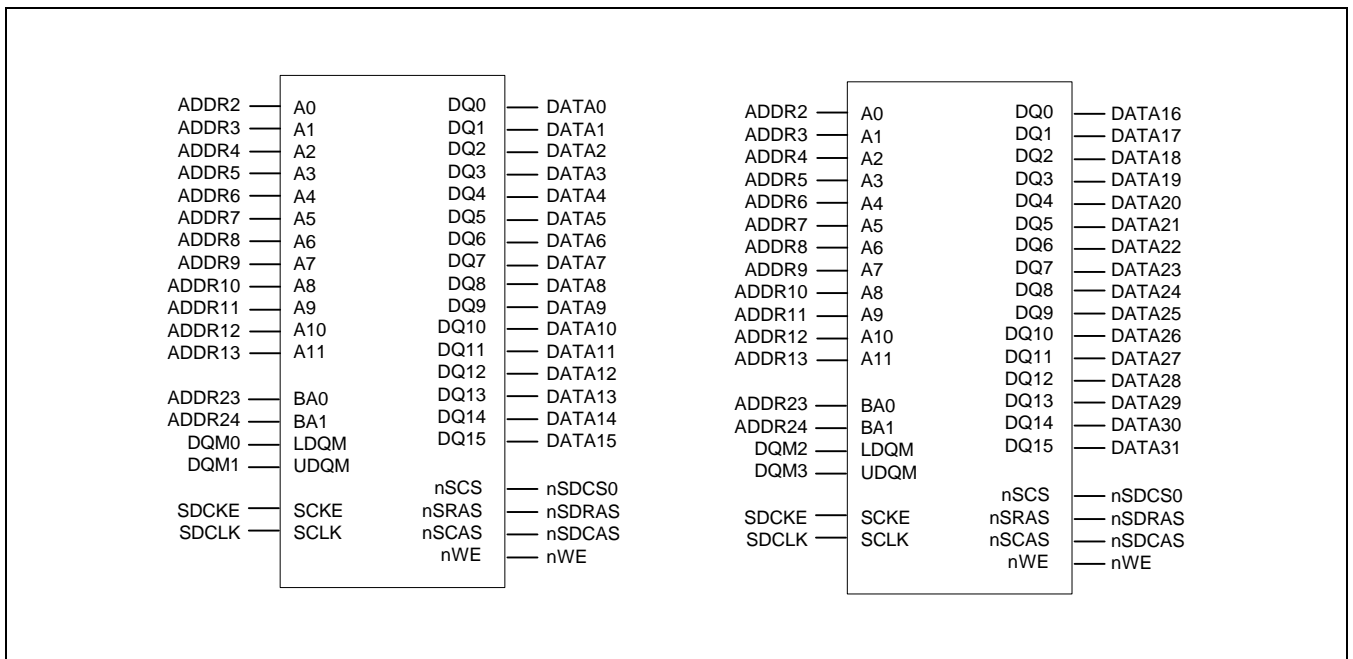 ADDR2 A0 DQ0 DATA0
ADDR3 A1 DQ1 DATA1
ADDR4 A2 DQ2 DATA2
ADDR5 A3 DQ3 DATA3
ADDR6 A4 DQ4 DATA4
ADDR7 A5 DQ5 DATA5
ADDR8 A6 DQ6 DATA6
ADDR9 A7 DQ7 DATA7
ADDR10 A8 DQ8 DATA8
ADDR11 A9 DQ9 DATA9
ADDR12 A10 DQ10 DATA10
ADDR13 A11 DQ11 DATA11
DQ12 DATA12
ADDR23 BA0 DQ13 DATA13
ADDR24 BA1 DQ14 DATA14
DQM0 LDQM DQ15 DATA15
DQM1 UDQM
nSCS nSDCS0
SDCKE SCKE nSRAS nSDRAS
SDCLK SCLK nSCAS nSDCAS
nWE nWE
ADDR2 A0 DQ0 DATA16
ADDR3 A1 DQ1 DATA17
ADDR4 A2 DQ2 DATA18
ADDR5 A3 DQ3 DATA19
ADDR6 A4 DQ4 DATA20
ADDR7 A5 DQ5 DATA21
ADDR8 A6 DQ6 DATA22
ADDR9 A7 DQ7 DATA23
ADDR10 A8 DQ8 DATA24
ADDR11 A9 DQ9 DATA25
ADDR12 A10 DQ10 DATA26
ADDR13 A11 DQ11 DATA27
DQ12 DATA28
ADDR23 BA0 DQ13 DATA29
ADDR24 BA1 DQ14 DATA30
DQM2 LDQM DQ15 DATA31
DQM3 UDQM
nSCS nSDCS0
SDCKE SCKE nSRAS nSDRAS
SDCLK SCLK nSCAS nSDCAS
nWE nWE